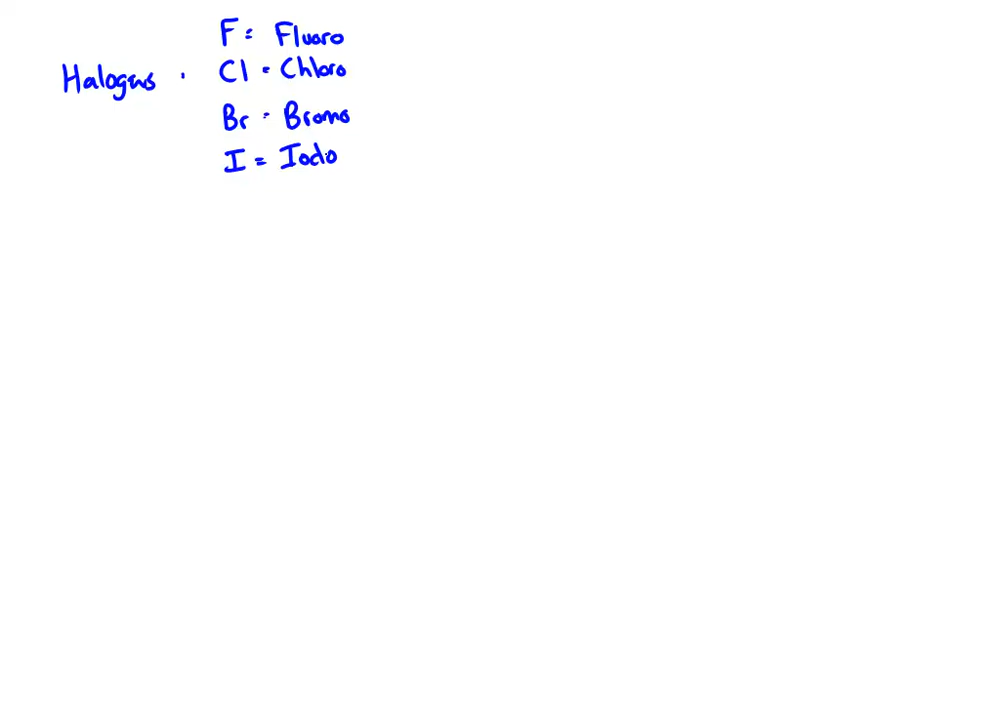 F = Fluoro
Halogens . Cl = Chloro
Br = Bromo
I = Iodo